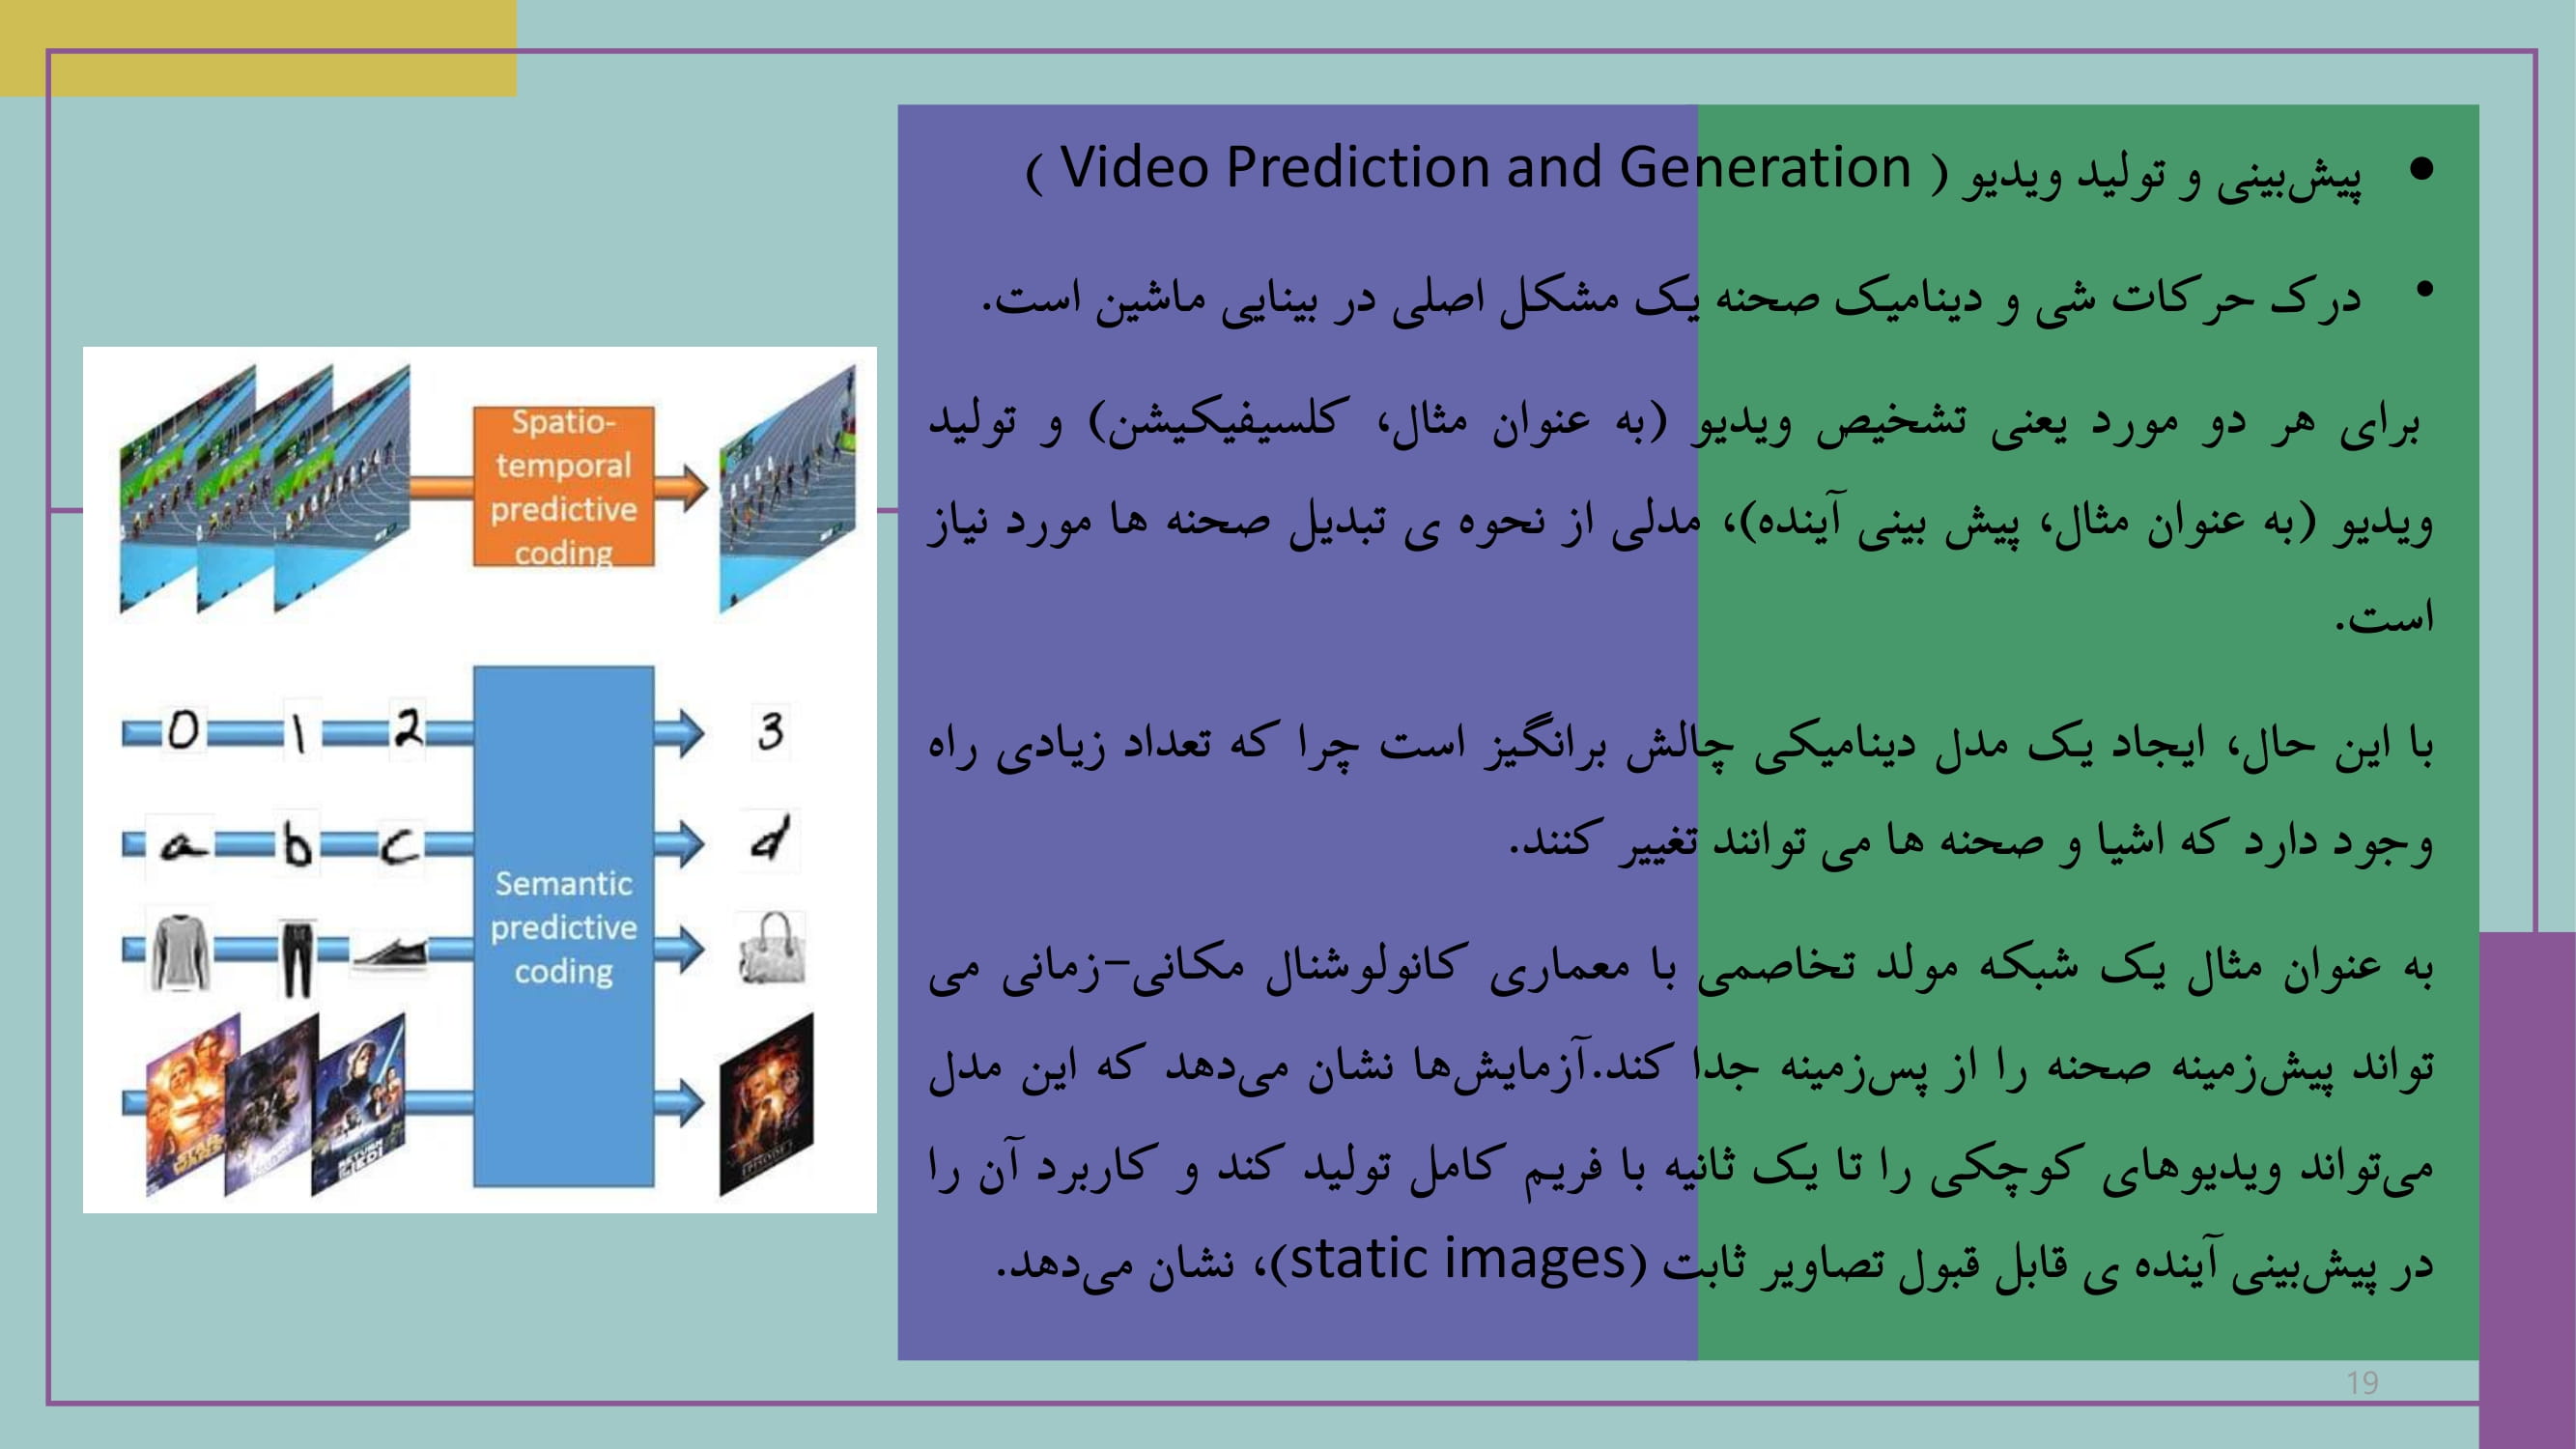 • پیش‌بینی و تولید ویدیو ( Video Prediction and Generation )
• درک حرکات شی و دینامیک صحنه یک مشکل اصلی در بینایی ماشین است.
برای هر دو مورد یعنی تشخیص ویدیو (به عنوان مثال، کلسیفیکیشن) و تولید
ویدیو (به عنوان مثال، پیش بینی آینده)، مدلی از نحوه ی تبدیل صحنه ها مورد نیاز
است.
با این حال، ایجاد یک مدل دینامیکی چالش برانگیز است چرا که تعداد زیادی راه
وجود دارد که اشیا و صحنه ها می توانند تغییر کنند.
به عنوان مثال یک شبکه مولد تخاصمی با معماری کانولوشنال مکانی-زمانی می
تواند پیش‌زمینه صحنه را از پس‌زمینه جدا کند.آزمایش‌ها نشان می‌دهد که این مدل
می‌تواند ویدیوهای کوچکی را تا یک ثانیه با فریم کامل تولید کند و کاربرد آن را
در پیش‌بینی آینده ی قابل قبول تصاویر ثابت (static images)، نشان می‌دهد.
Spatio-
temporal
predictive
coding
0 1 2 3
a b c d
Semantic
predictive
coding
STAR
WARS
RETURN
OF THE JEDI
EPISODE I
19